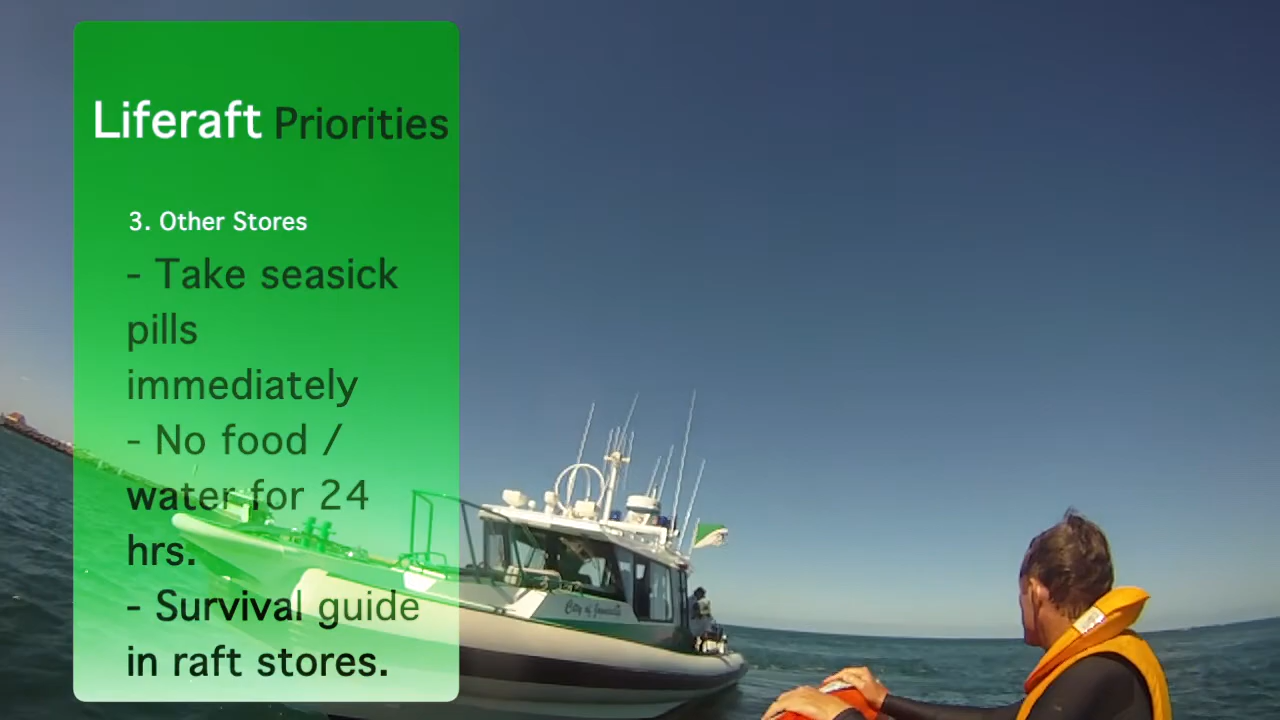 Liferaft Priorities
3. Other Stores
- Take seasick
pills
immediately
- No food /
water for 24
hrs.
- Survival guide
in raft stores.